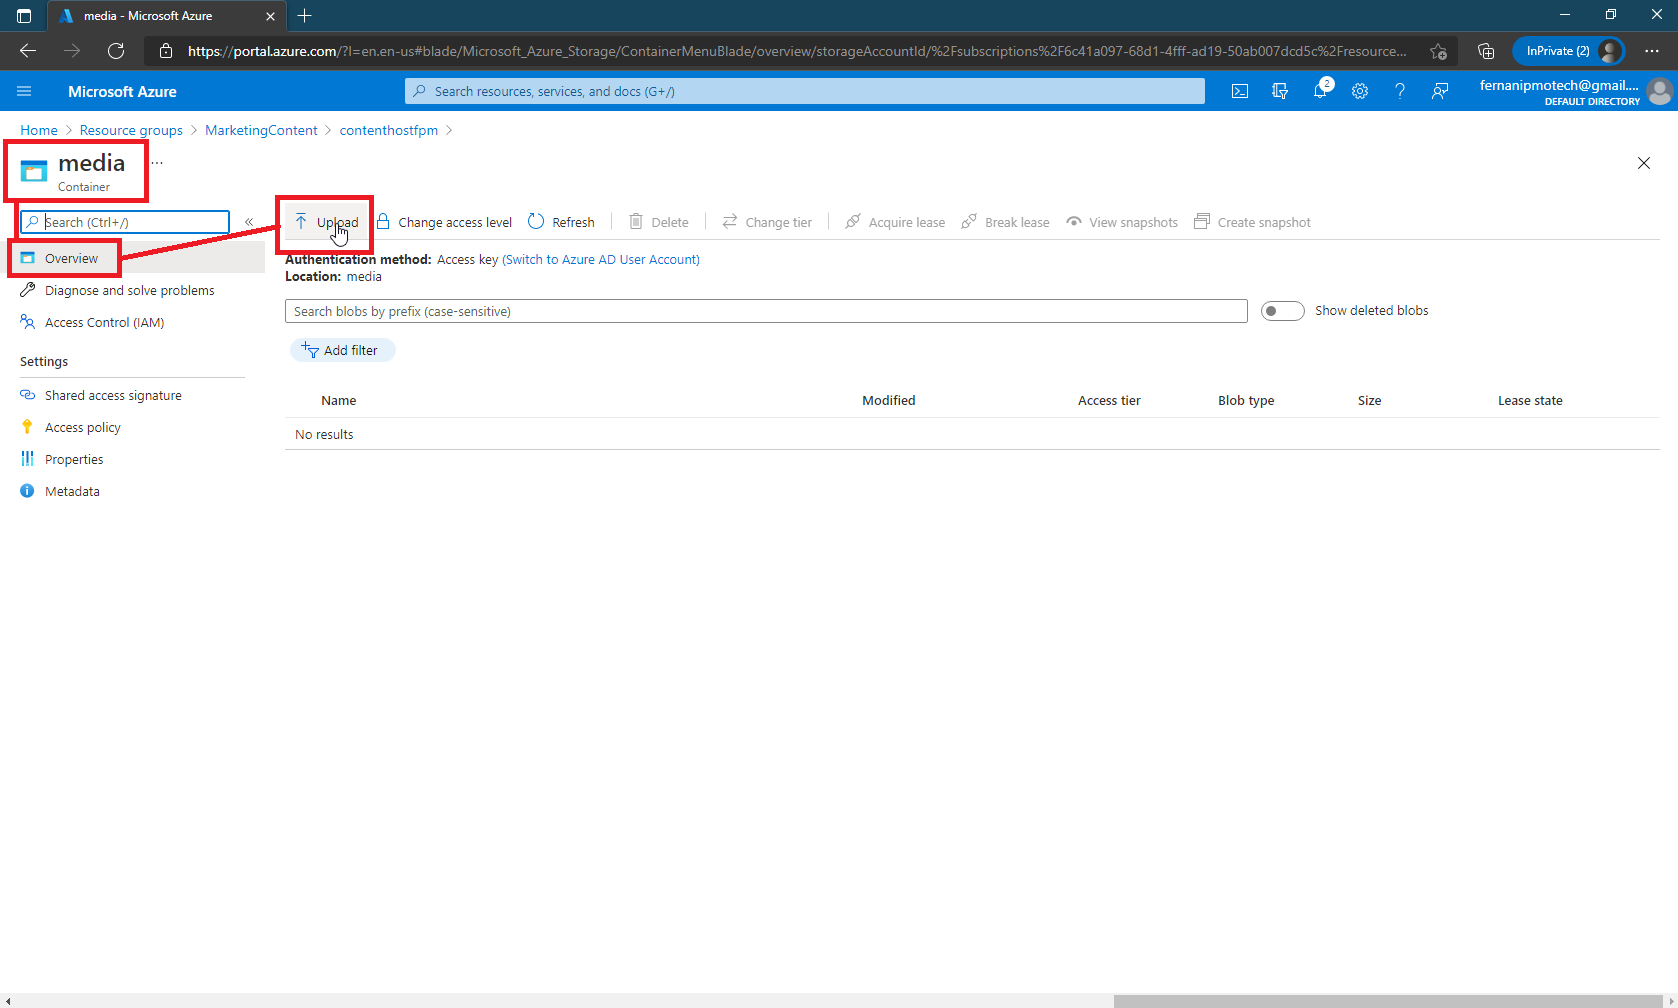 media - Microsoft Azure
https://portal.azure.com/?l=en.en-us#blade/Microsoft_Azure_Storage/ContainerMenuBlade/overview/storageAccountId/%2Fsubscriptions%2F6c41a097-68d1-4fff-ad19-50ab007dcd5c%2Fresource...
InPrivate (2)
Microsoft Azure
Search resources, services, and docs (G+/)
2
fernanipmotech@gmail....
DEFAULT DIRECTORY
Home > Resource groups > MarketingContent > contenthostfpm >
media
...
Container
Search (Ctrl+/)
«
Upload
Change access level
Refresh
Delete
Change tier
Acquire lease
Break lease
View snapshots
Create snapshot
Overview
Diagnose and solve problems
Access Control (IAM)
Settings
Shared access signature
Access policy
Properties
Metadata
Authentication method: Access key (Switch to Azure AD User Account)
Location: media
Search blobs by prefix (case-sensitive)
Show deleted blobs
Add filter
Name Modified Access tier Blob type Size Lease state
No results